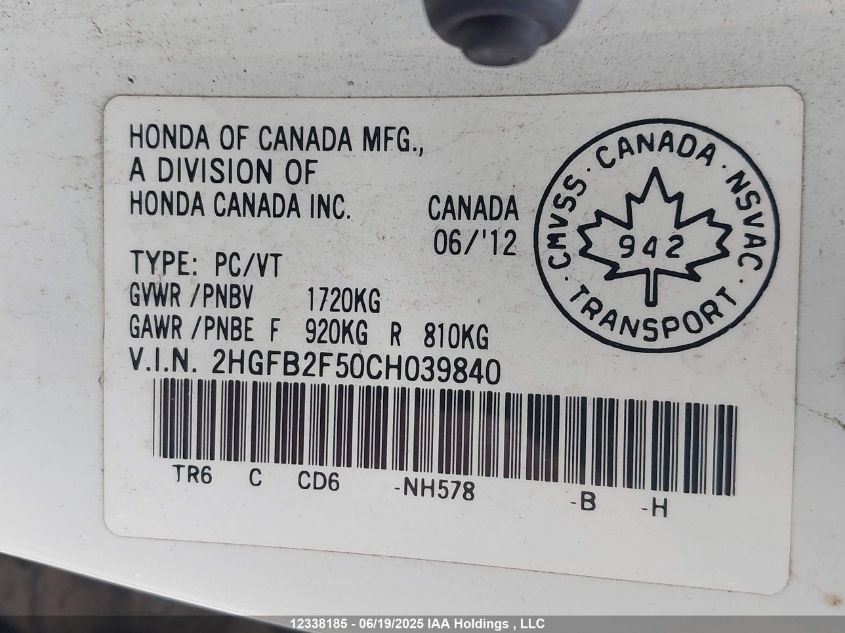 HONDA OF CANADA MFG.,
A DIVISION OF
HONDA CANADA INC.
CANADA
06/'12
TYPE: PC/VT
GVWR /PNBV 1720KG
GAWR /PNBE F 920KG R 810KG
V.I.N. 2HGFB2F50CH039840
TR6 C CD6 -NH578 -B -H
CMVSS · CANADA · NSVAC
942
· TRANSPORT ·
12338185 - 06/19/2025 IAA Holdings , LLC